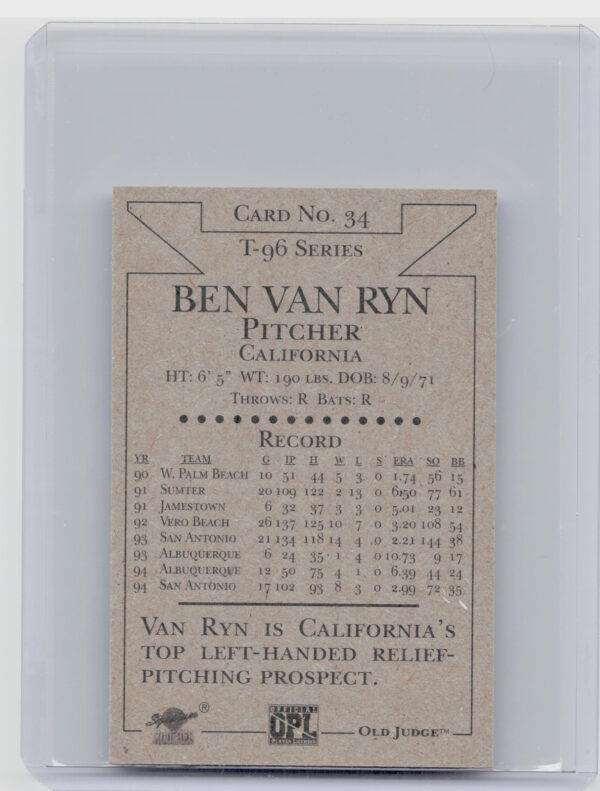 CARD NO. 34
T-96 SERIES
BEN VAN RYN
PITCHER
CALIFORNIA
HT: 6' 5" WT: 190 LBS. DOB: 8/9/71
THROWS: R BATS: R
RECORD
YR TEAM G IP H W L S ERA SO BB
90 W. PALM BEACH 10 51 44 5 3 0 1.74 56 15
91 SUMTER 20 109 122 2 13 0 6.50 77 61
91 JAMESTOWN 6 32 37 3 3 0 5.01 23 12
92 VERO BEACH 26 137 125 10 7 0 3.20 108 54
93 SAN ANTONIO 21 134 118 14 4 0 2.21 144 38
93 ALBUQUERQUE 6 24 35 1 4 0 10.73 9 17
94 ALBUQUERQUE 12 50 75 4 1 0 6.39 44 24
94 SAN ANTONIO 17 102 93 8 3 0 2.99 72 35
VAN RYN IS CALIFORNIA'S
TOP LEFT-HANDED RELIEF-
PITCHING PROSPECT.
Signature ®
OFFICIAL
OPL
OLD JUDGE™